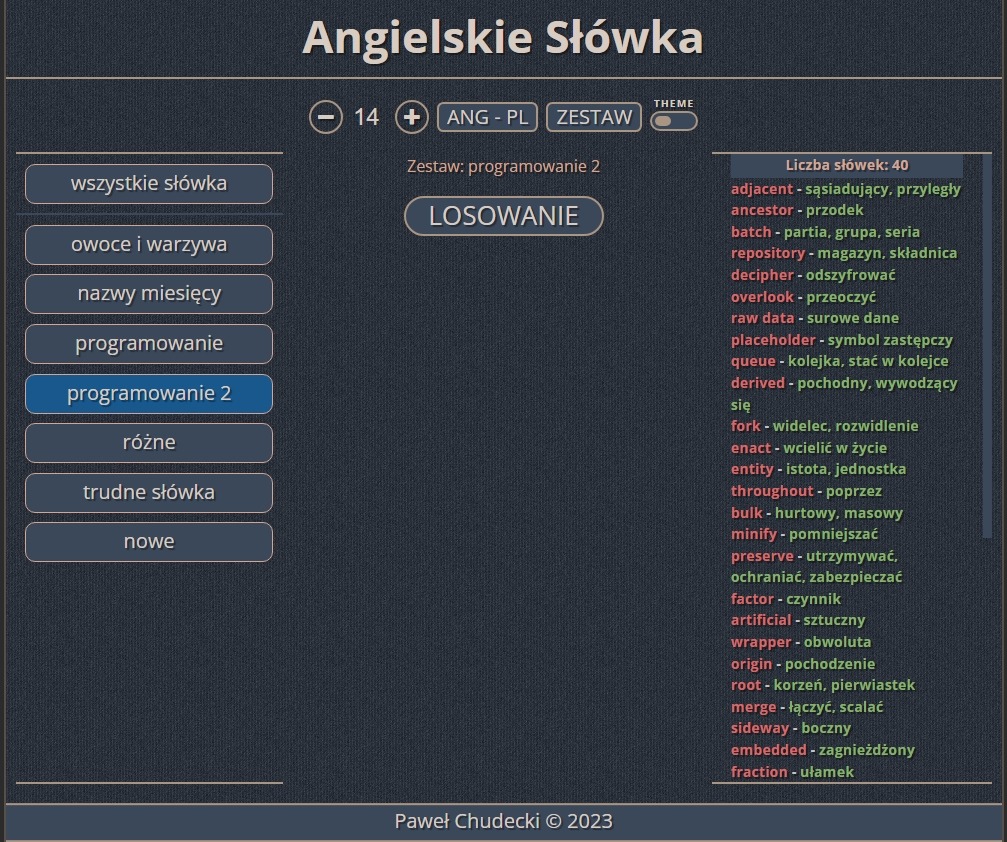 Angielskie Słówka
14
ANG - PL
ZESTAW
THEME
wszystkie słówka
owoce i warzywa
nazwy miesięcy
programowanie
programowanie 2
różne
trudne słówka
nowe
Zestaw: programowanie 2
LOSOWANIE
Liczba słówek: 40
adjacent - sąsiadujący, przyległy
ancestor - przodek
batch - partia, grupa, seria
repository - magazyn, składnica
decipher - odszyfrować
overlook - przeoczyć
raw data - surowe dane
placeholder - symbol zastępczy
queue - kolejka, stać w kolejce
derived - pochodny, wywodzący
się
fork - widelec, rozwidlenie
enact - wcielić w życie
entity - istota, jednostka
throughout - poprzez
bulk - hurtowy, masowy
minify - pomniejszać
preserve - utrzymywać,
ochraniać, zabezpieczać
factor - czynnik
artificial - sztuczny
wrapper - obwoluta
origin - pochodzenie
root - korzeń, pierwiastek
merge - łączyć, scalać
sideway - boczny
embedded - zagnieżdżony
fraction - ułamek
Paweł Chudecki © 2023